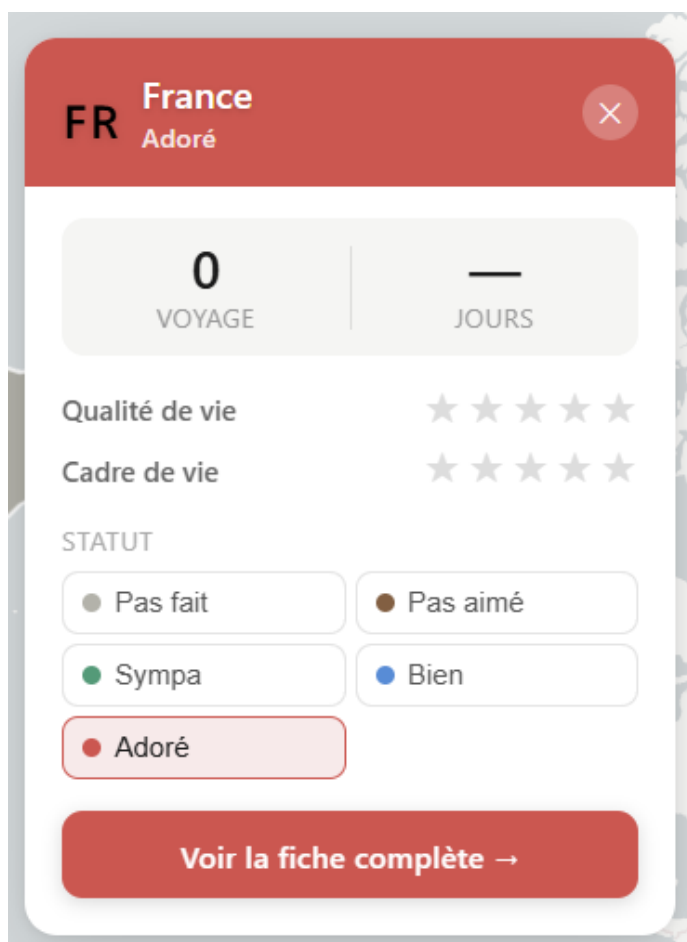 FR France
Adoré
0 —
VOYAGE JOURS
Qualité de vie ★★★★★
Cadre de vie ★★★★★
STATUT
Pas fait Pas aimé
Sympa Bien
Adoré
Voir la fiche complète →